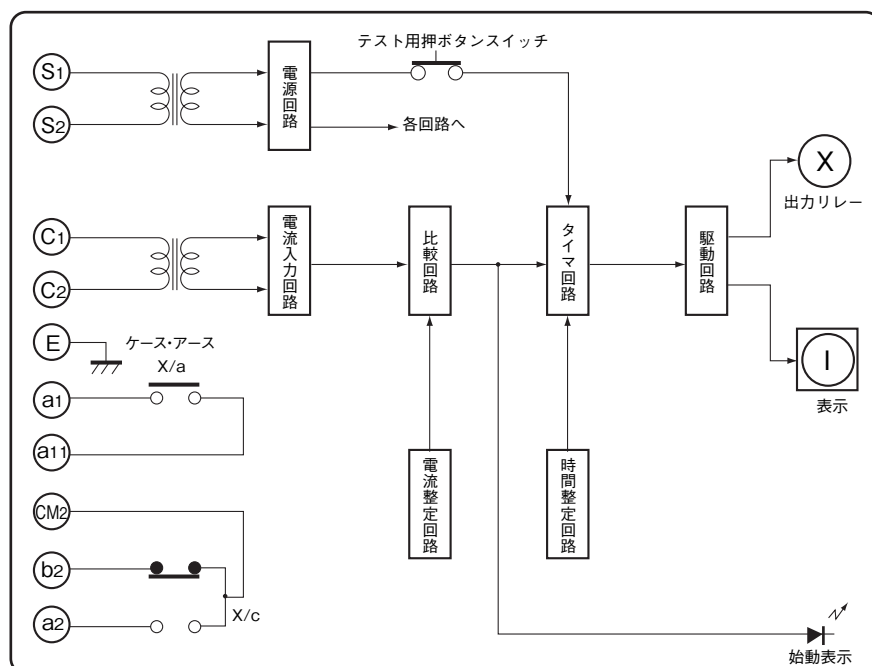 テスト用押ボタンスイッチ
S1
S2
電源回路
各回路へ
X
出力リレー
C1
C2
電流入力回路
比較回路
タイマ回路
駆動回路
E
ケース・アース
I
表示
X/a
a1
a11
電流整定回路
時間整定回路
CM2
b2
X/c
a2
始動表示